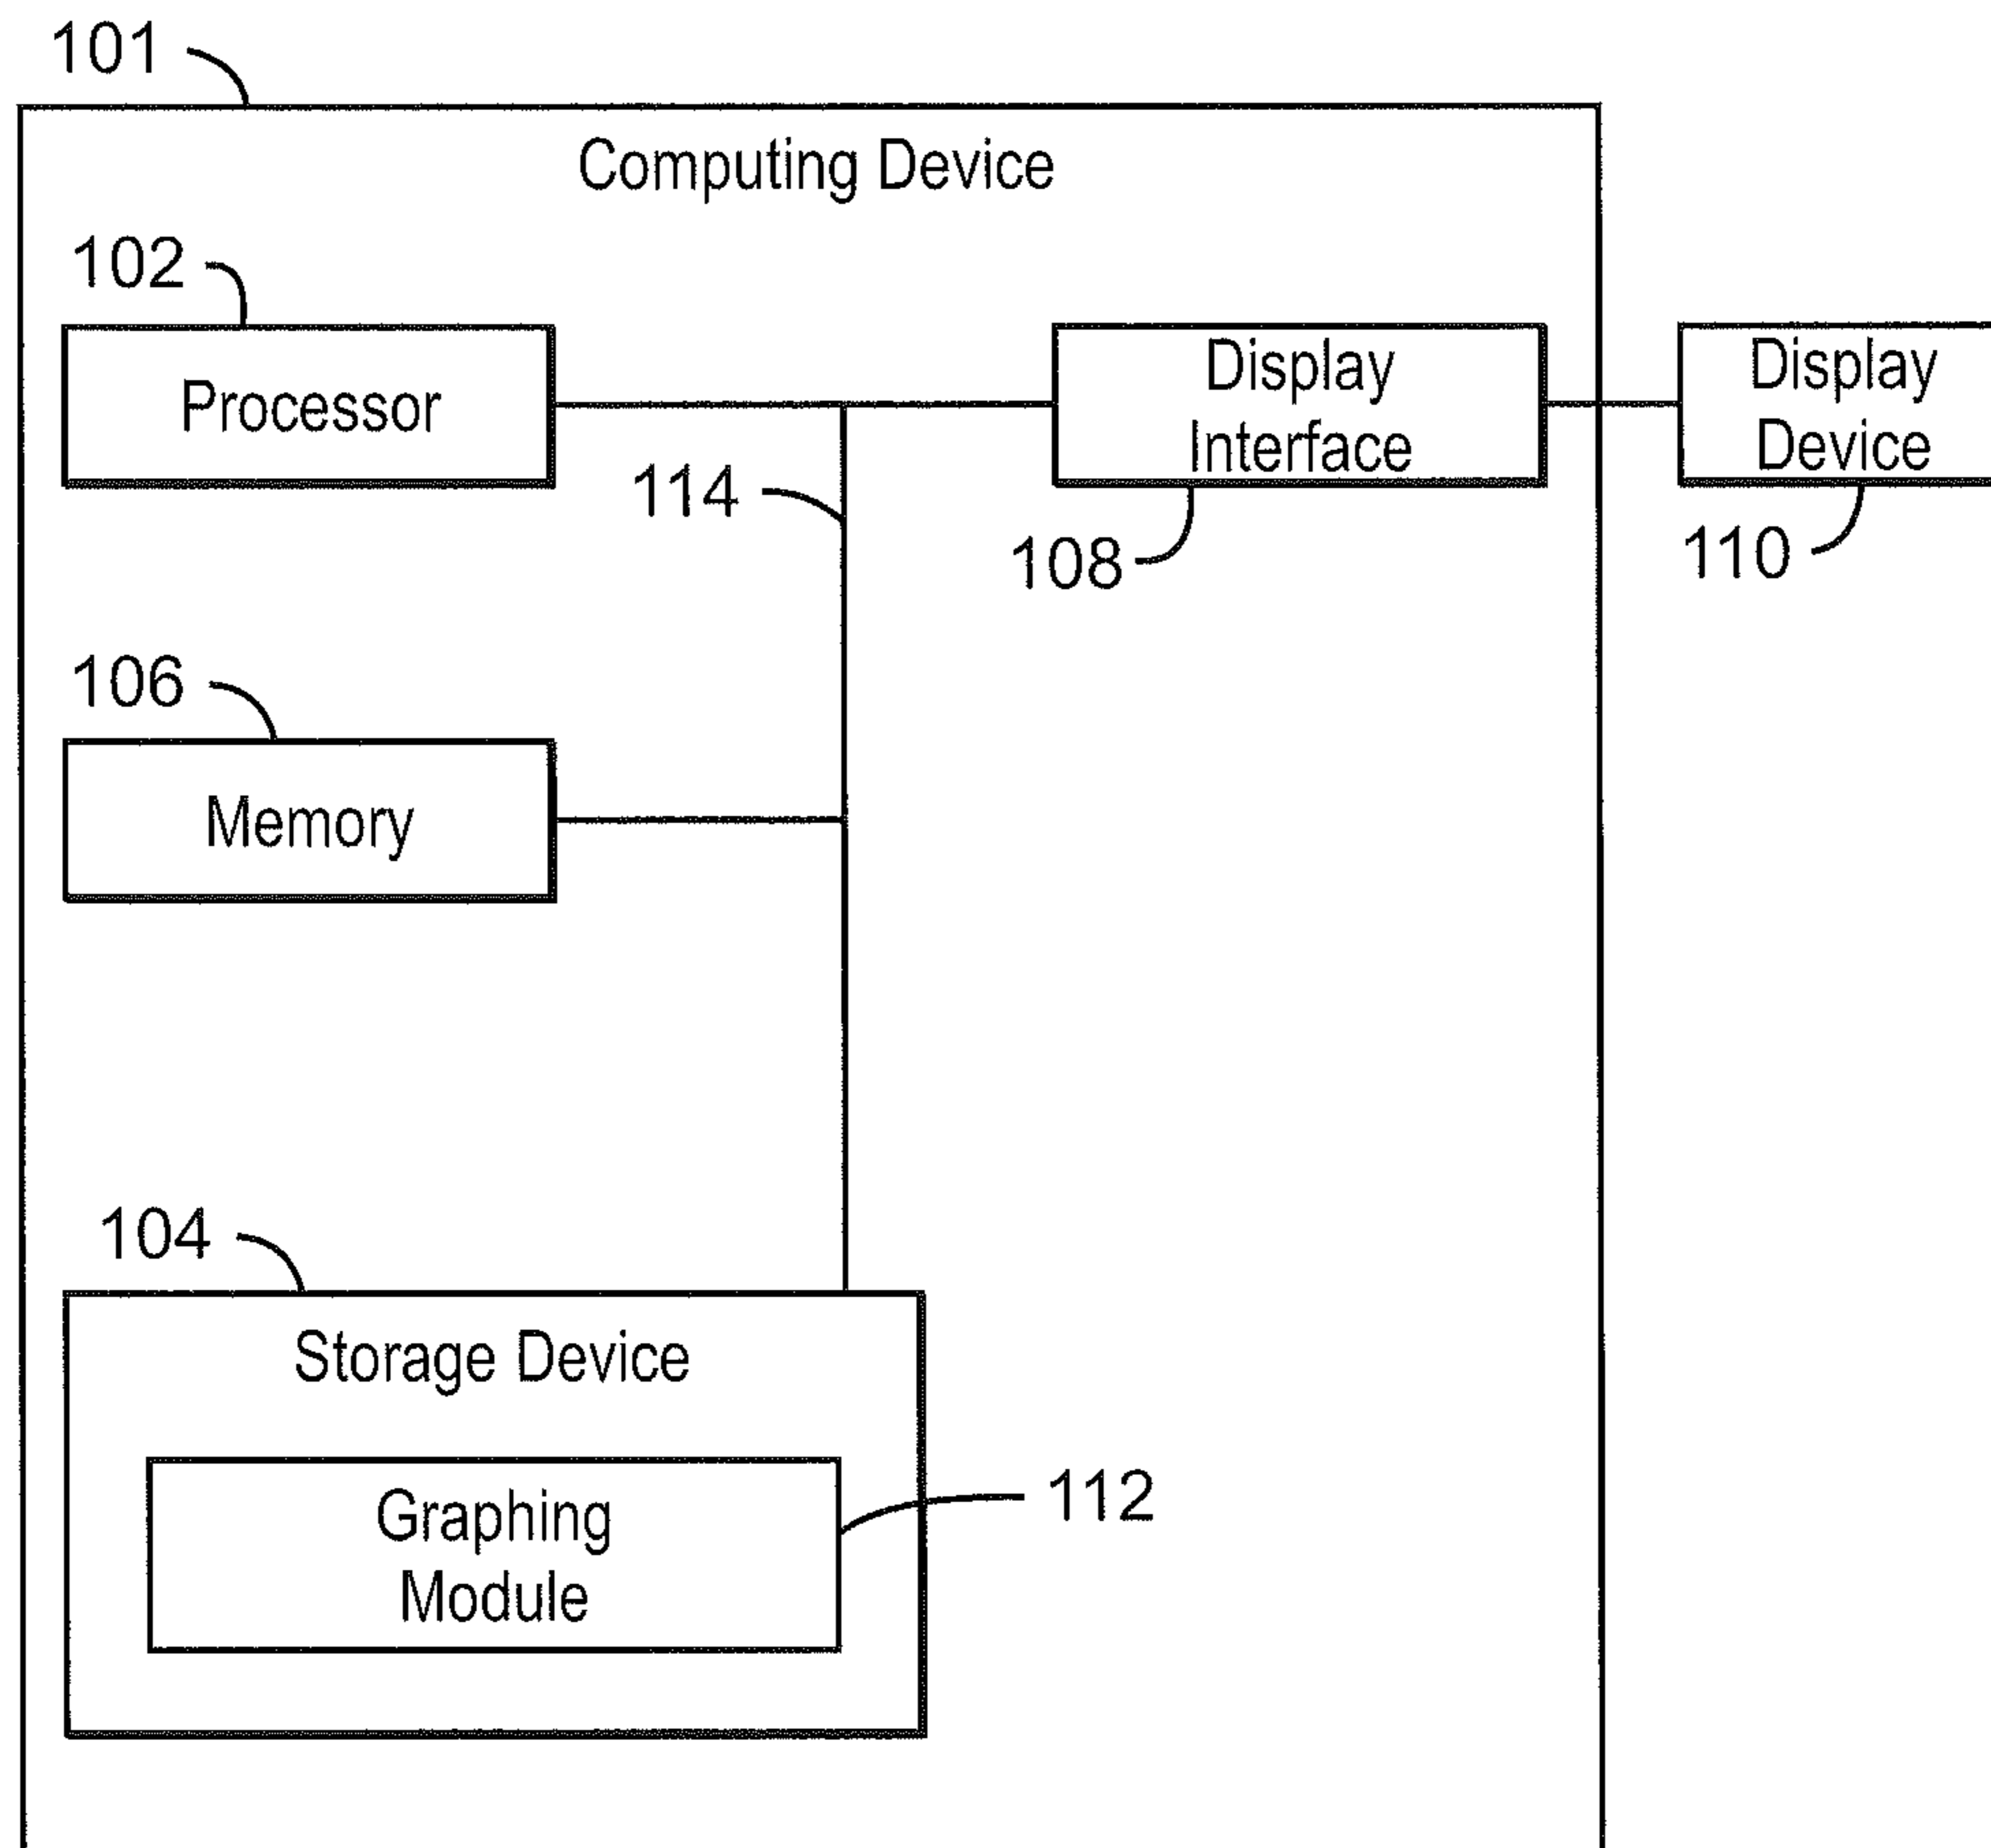 101
Computing Device
102
Processor
Display
Interface
Display
Device
114
108
110
106
Memory
104
Storage Device
Graphing
Module
112